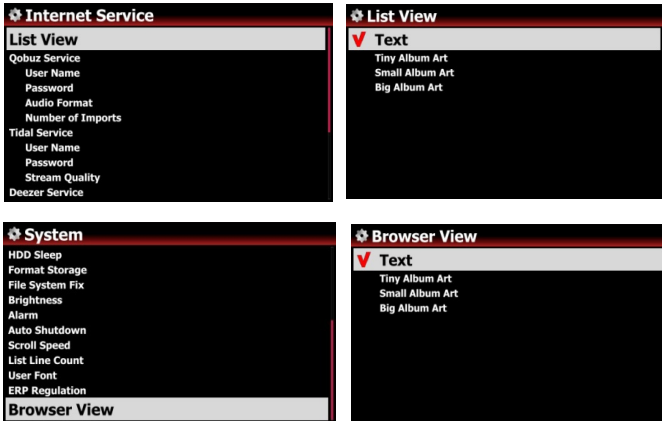 Internet Service
List View
Qobuz Service
User Name
Password
Audio Format
Number of Imports
Tidal Service
User Name
Password
Stream Quality
Deezer Service
List View
Text
Tiny Album Art
Small Album Art
Big Album Art
System
HDD Sleep
Format Storage
File System Fix
Brightness
Alarm
Auto Shutdown
Scroll Speed
List Line Count
User Font
ERP Regulation
Browser View
Browser View
Text
Tiny Album Art
Small Album Art
Big Album Art